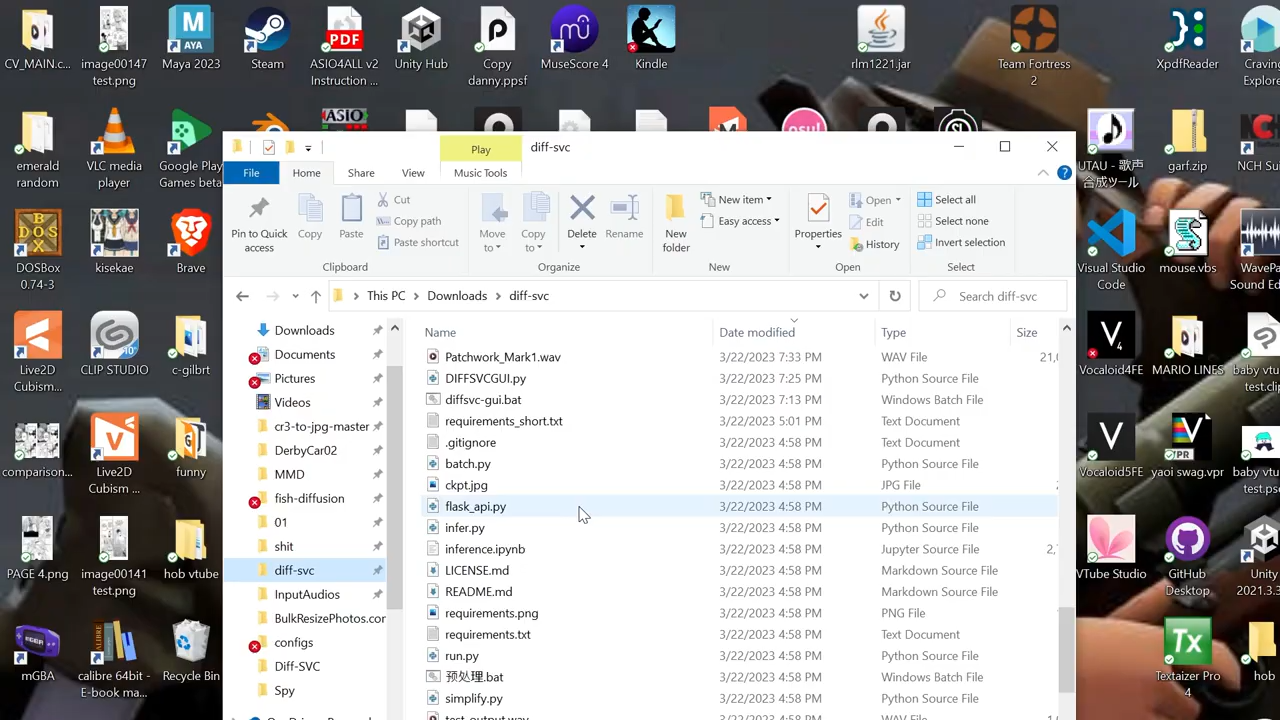 CV_MAIN.c...
image00147
test.png
Maya 2023
Steam
ASIO4ALL v2
Instruction ...
Unity Hub
Copy
danny.ppsf
MuseScore 4
Kindle
rlm1221.jar
Team Fortress
2
XpdfReader
Craving
Explore
emerald
random
VLC media
player
Google Play
Games beta
UTAU - 歌声
合成ツール
garf.zip
NCH Suit
DOSBox
0.74-3
kisekae
Brave
Visual Studio
Code
mouse.vbs
WavePa
Sound Ed
Live2D
Cubism...
CLIP STUDIO
c-gilbrt
Vocaloid4FE
MARIO LINES
baby vtu
test.clip
comparison...
Live2D
Cubism ...
funny
Vocaloid5FE
yaoi swag.vpr
baby vtu
test.pse
PAGE 4.png
image00141
test.png
hob vtube
VTube Studio
GitHub
Desktop
Unity
2021.3.3
mGBA
calibre 64bit -
E-book ma...
Recycle Bin
Textaizer Pro
4
hob
Play
diff-svc
File
Home
Share
View
Music Tools
Pin to Quick
access
Copy
Paste
Cut
Copy path
Paste shortcut
Move
to
Copy
to
Delete
Rename
New
folder
New item
Easy access
Properties
Open
Edit
History
Select all
Select none
Invert selection
Clipboard
Organize
New
Open
Select
This PC > Downloads > diff-svc
Search diff-svc
Downloads
Documents
Pictures
Videos
cr3-to-jpg-master
DerbyCar02
MMD
fish-diffusion
01
shit
diff-svc
InputAudios
BulkResizePhotos.con
configs
Diff-SVC
Spy
Name Date modified Type Size
Patchwork_Mark1.wav 3/22/2023 7:33 PM WAV File 21,0
DIFFSVCGUI.py 3/22/2023 7:25 PM Python Source File
diffsvc-gui.bat 3/22/2023 7:13 PM Windows Batch File
requirements_short.txt 3/22/2023 5:01 PM Text Document
.gitignore 3/22/2023 4:58 PM Text Document
batch.py 3/22/2023 4:58 PM Python Source File
ckpt.jpg 3/22/2023 4:58 PM JPG File
flask_api.py 3/22/2023 4:58 PM Python Source File
infer.py 3/22/2023 4:58 PM Python Source File
inference.ipynb 3/22/2023 4:58 PM Jupyter Source File 2,
LICENSE.md 3/22/2023 4:58 PM Markdown Source File
README.md 3/22/2023 4:58 PM Markdown Source File
requirements.png 3/22/2023 4:58 PM PNG File
requirements.txt 3/22/2023 4:58 PM Text Document
run.py 3/22/2023 4:58 PM Python Source File
预处理.bat 3/22/2023 4:58 PM Windows Batch File
simplify.py 3/22/2023 4:58 PM Python Source File
test_output.wav 3/22/2023 4:58 PM WAV File